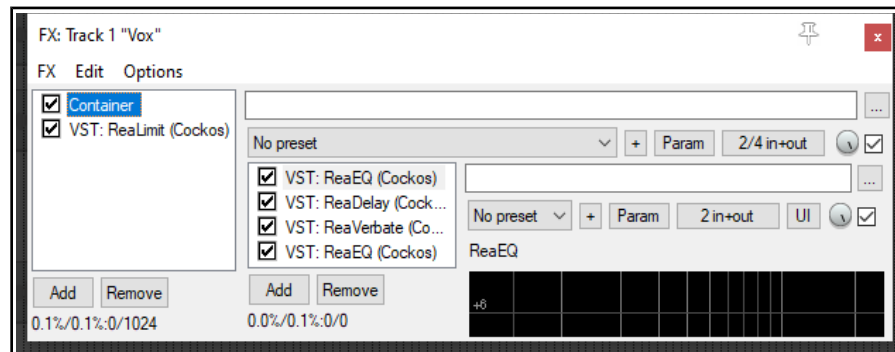 FX: Track 1 "Vox"
x
FX Edit Options
Container
VST: ReaLimit (Cockos)
...
No preset + Param 2/4 in+out
VST: ReaEQ (Cockos)
VST: ReaDelay (Cock...
VST: ReaVerbate (Co...
VST: ReaEQ (Cockos)
...
No preset + Param 2 in+out UI
ReaEQ
+6
Add Remove
0.1%/0.1%:0/1024
Add Remove
0.0%/0.1%:0/0